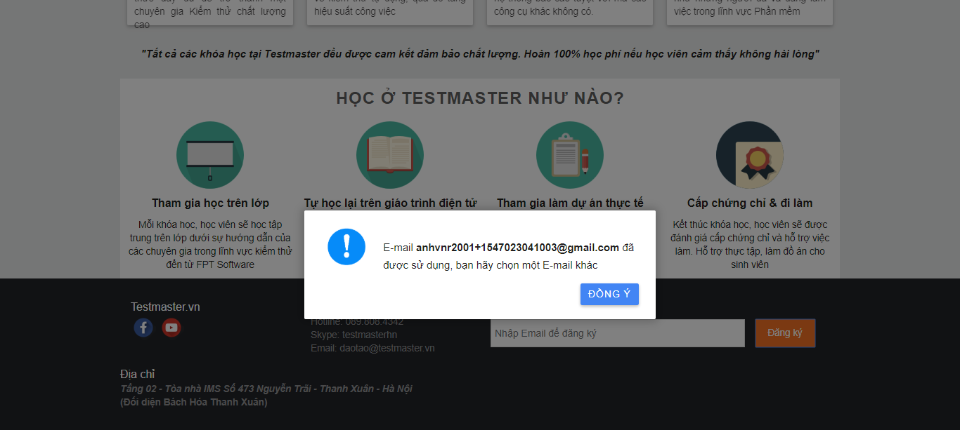 chuyên gia Kiểm thử chất lượng
cao
hiệu suất công việc
công cụ khác không có.
việc trong lĩnh vực Phần mềm
"Tất cả các khóa học tại Testmaster đều được cam kết đảm bảo chất lượng. Hoàn 100% học phí nếu học viên cảm thấy không hài lòng"
HỌC Ở TESTMASTER NHƯ NÀO?
Tham gia học trên lớp
Tự học lại trên giáo trình điện tử
Tham gia làm dự án thực tế
Cấp chứng chỉ & đi làm
Mỗi khóa học, học viên sẽ học tập
trung trên lớp dưới sự hướng dẫn của
các chuyên gia trong lĩnh vực kiểm thử
đến từ FPT Software
Kết thúc khóa học, học viên sẽ được
đánh giá cấp chứng chỉ và hỗ trợ việc
làm. Hỗ trợ thực tập, làm đồ án cho
sinh viên
E-mail anhvnr2001+1547023041003@gmail.com đã
được sử dụng, bạn hãy chọn một E-mail khác
ĐỒNG Ý
Testmaster.vn
Hotline: 089.808.4342
Skype: testmasterhn
Email: daotao@testmaster.vn
Nhập Email để đăng ký
Đăng ký
Địa chỉ
Tầng 02 - Tòa nhà IMS Số 473 Nguyễn Trãi - Thanh Xuân - Hà Nội
(Đối diện Bách Hóa Thanh Xuân)